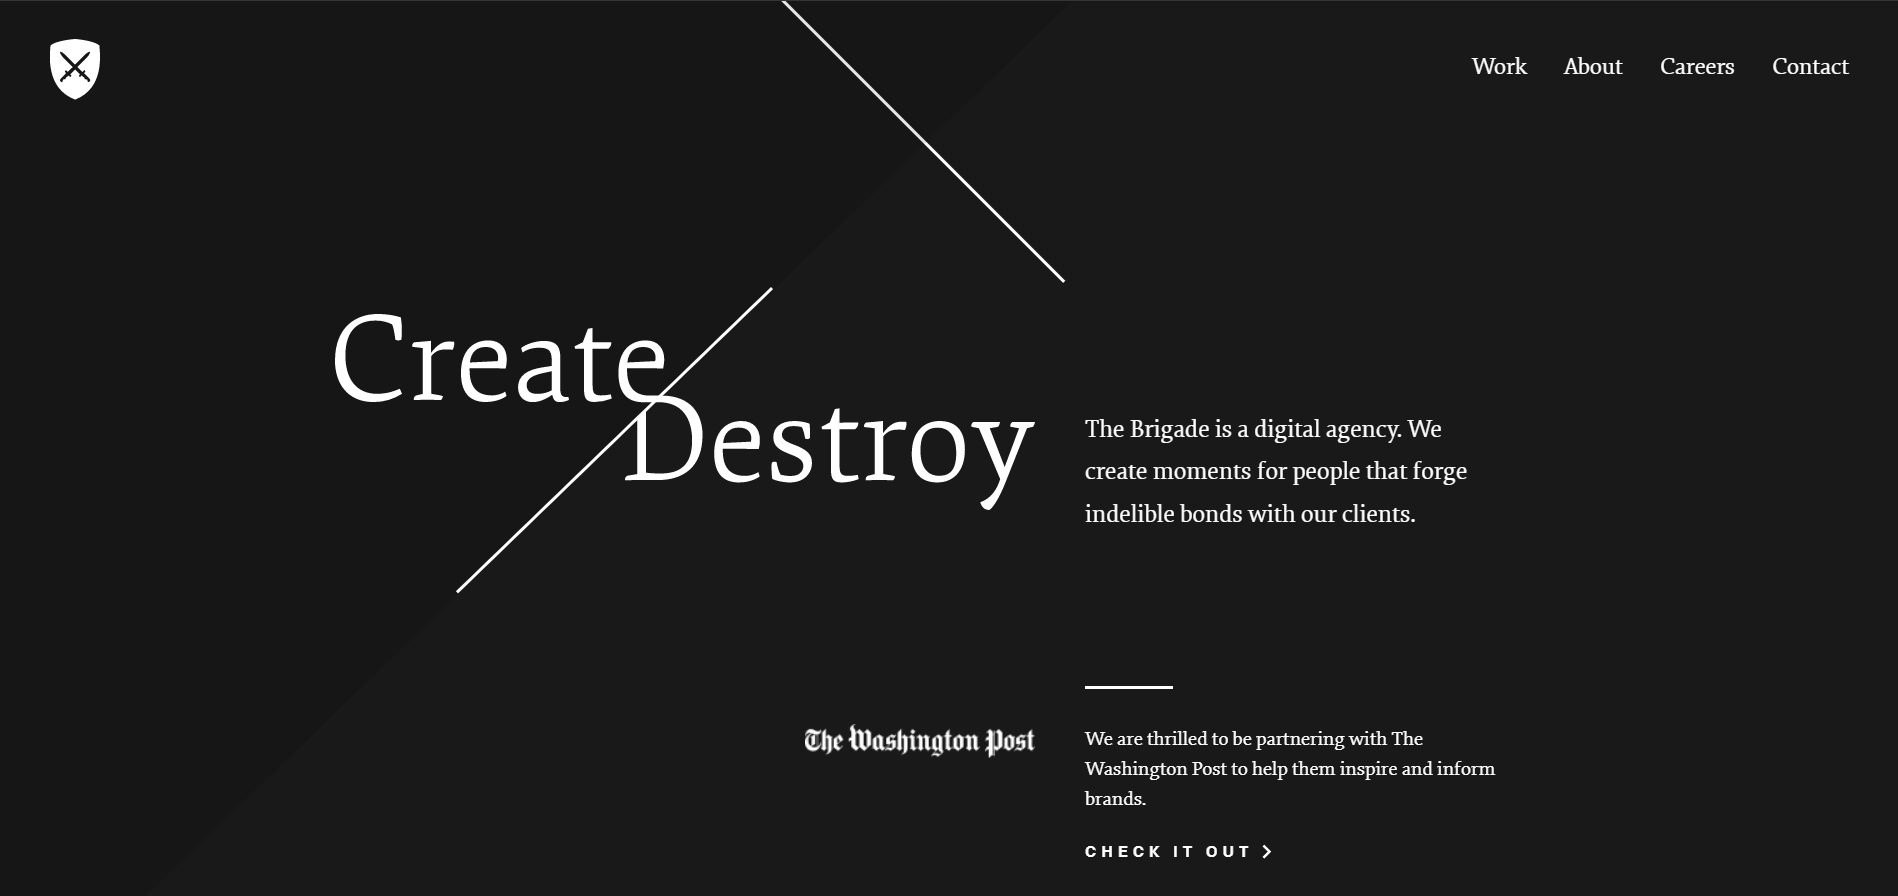 Work About Careers Contact
Create
Destroy
The Brigade is a digital agency. We
create moments for people that forge
indelible bonds with our clients.
The Washington Post
We are thrilled to be partnering with The
Washington Post to help them inspire and inform
brands.
CHECK IT OUT